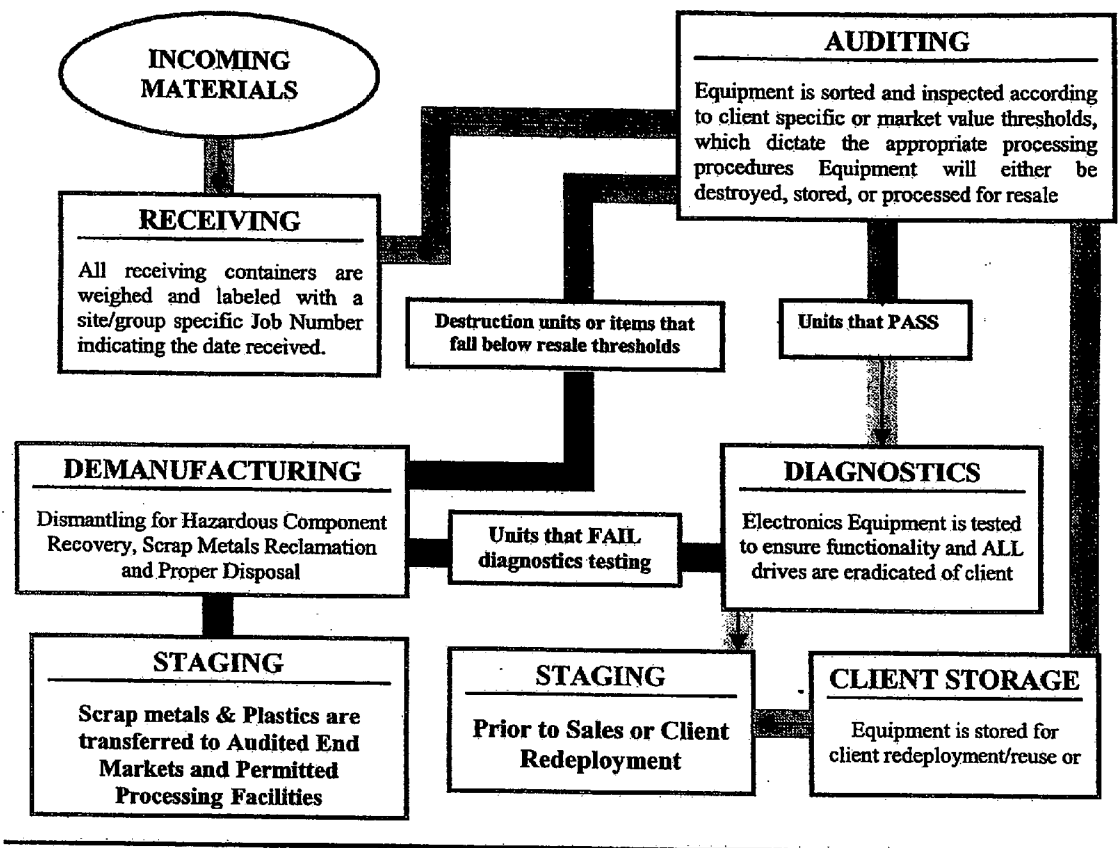 INCOMING
MATERIALS
RECEIVING
All receiving containers are
weighed and labeled with a
site/group specific Job Number
indicating the date received.
AUDITING
Equipment is sorted and inspected according
to client specific or market value thresholds,
which dictate the appropriate processing
procedures Equipment will either be
destroyed, stored, or processed for resale
Destruction units or items that
fall below resale thresholds
Units that PASS
DEMANUFACTURING
Dismantling for Hazardous Component
Recovery, Scrap Metals Reclamation
and Proper Disposal
Units that FAIL
diagnostics testing
DIAGNOSTICS
Electronics Equipment is tested
to ensure functionality and ALL
drives are eradicated of client
STAGING
Scrap metals & Plastics are
transferred to Audited End
Markets and Permitted
Processing Facilities
STAGING
Prior to Sales or Client
Redeployment
CLIENT STORAGE
Equipment is stored for
client redeployment/reuse or